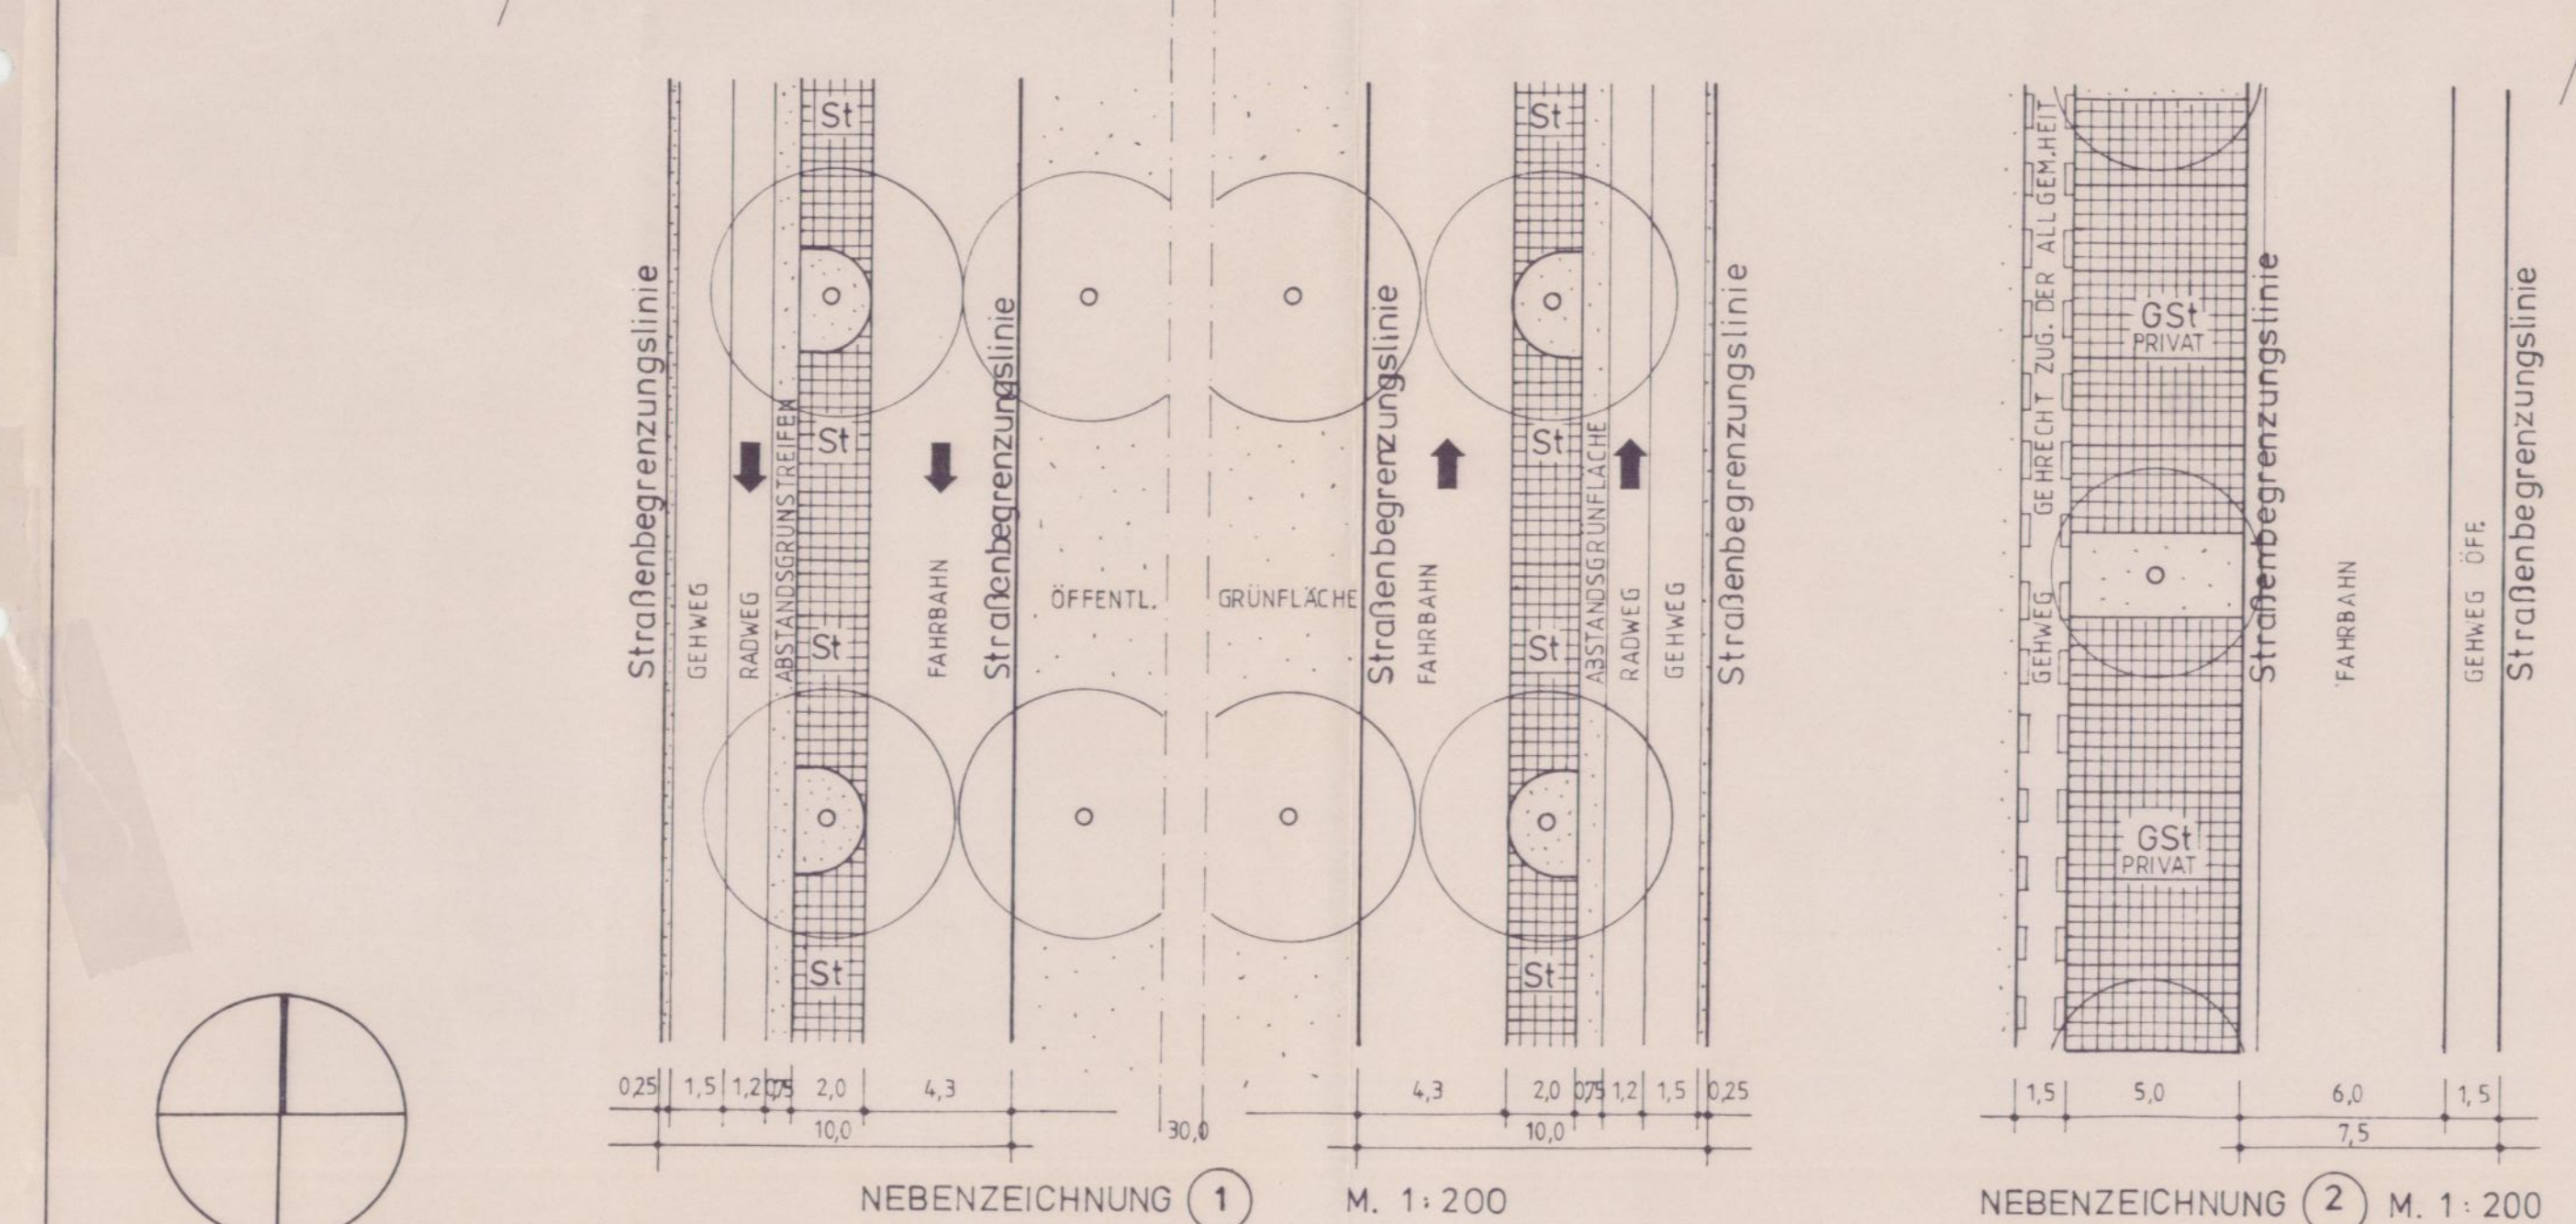 St
St
St
St
Straßenbegrenzungslinie
GEHWEG
RADWEG
ABSTANDSGRÜNSTREIFEN
FAHRBAHN
Straßenbegrenzungslinie
ÖFFENTL. GRÜNFLÄCHE
Straßenbegrenzungslinie
FAHRBAHN
St
St
St
St
ABSTANDSGRÜNFLÄCHE
RADWEG
GEHWEG
Straßenbegrenzungslinie
0,25 1,5 1,2 0,75 2,0 4,3
10,0
30,0
4,3 2,0 0,75 1,2 1,5 0,25
10,0
NEBENZEICHNUNG 1 M. 1:200
GEHWEG GEHRECHT ZUG. DER ALLGEM.HEIT
GSt
PRIVAT
GSt
PRIVAT
Straßenbegrenzungslinie
FAHRBAHN
GEHWEG ÖFF.
Straßenbegrenzungslinie
1,5 5,0 6,0 1,5
7,5
NEBENZEICHNUNG 2 M. 1:200